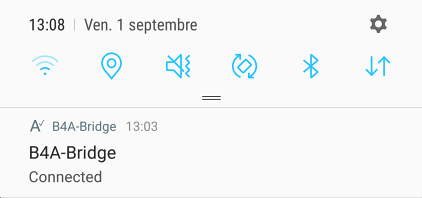 13:08 Ven. 1 septembre
B4A-Bridge 13:03
B4A-Bridge
Connected